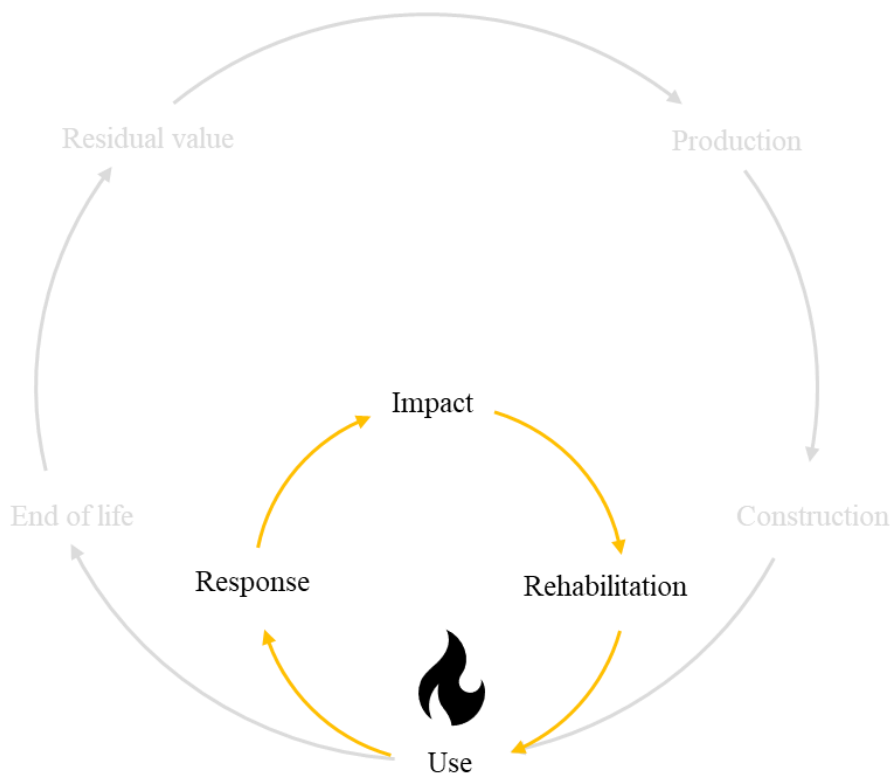 Residual value
Production
Impact
End of life
Construction
Response
Rehabilitation
Use